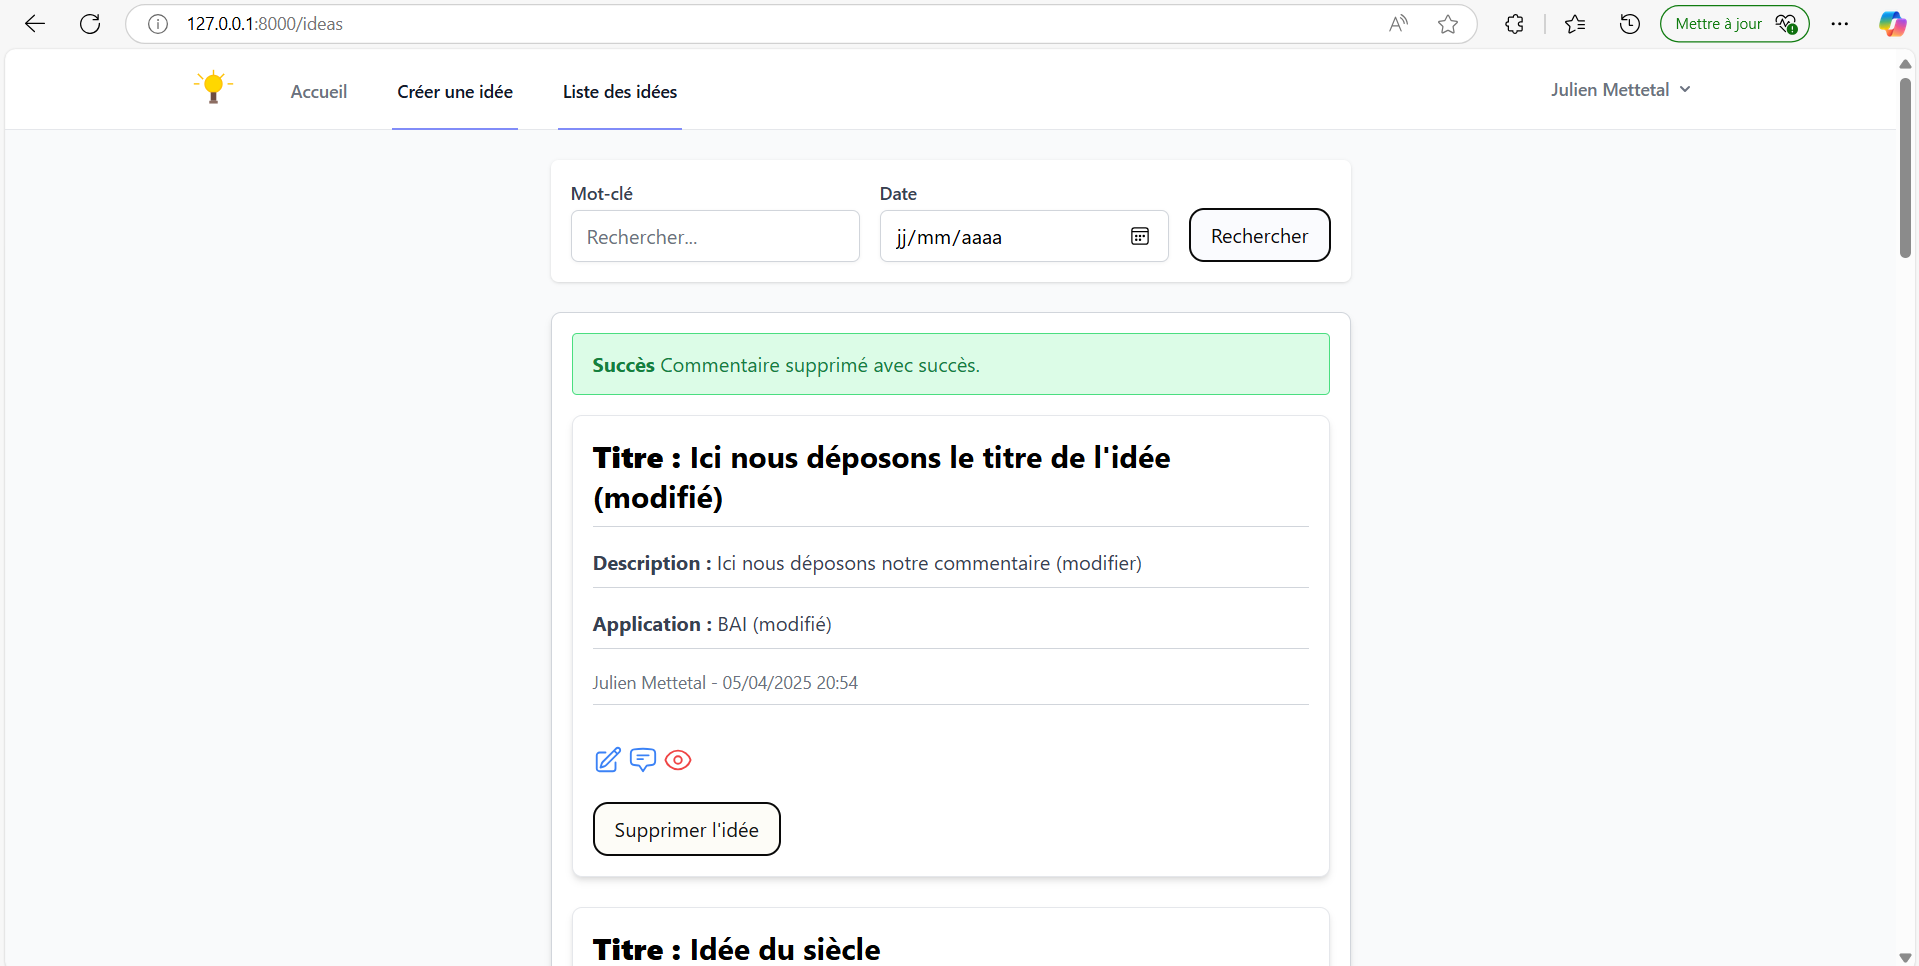 127.0.0.1:8000/ideas
Mettre à jour
Accueil
Créer une idée
Liste des idées
Julien Mettetal
Mot-clé
Date
Rechercher...
jj/mm/aaaa
Rechercher
Succès Commentaire supprimé avec succès.
Titre : Ici nous déposons le titre de l'idée
(modifié)
Description : Ici nous déposons notre commentaire (modifier)
Application : BAI (modifié)
Julien Mettetal - 05/04/2025 20:54
Supprimer l'idée
Titre : Idée du siècle